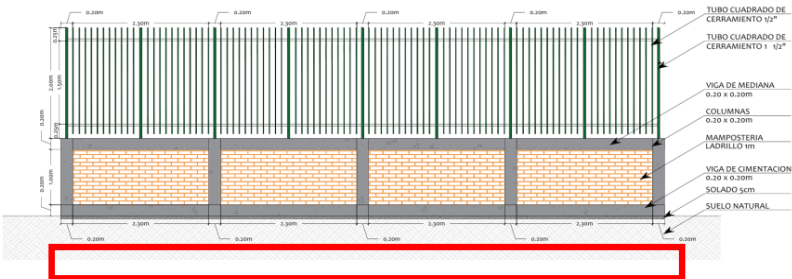 0.20m 0.20m 0.20m 0.20m 0.20m
2.30m 2.30m 2.30m 2.30m
TUBO CUADRADO DE
CERRAMIENTO 1/2"
TUBO CUADRADO DE
CERRAMIENTO 1 1/2"
0.25m
2.00m
1.50m
0.25m
0.20m
1.00m
0.20m
VIGA DE MEDIANA
0.20 x 0.20m
COLUMNAS
0.20 x 0.20m
MAMPOSTERIA
LADRILLO 1m
VIGA DE CIMENTACION
0.20 x 0.20m
SOLADO 5cm
SUELO NATURAL
2.30m 2.30m 2.30m 2.30m
0.20m 0.20m 0.20m 0.20m 0.20m